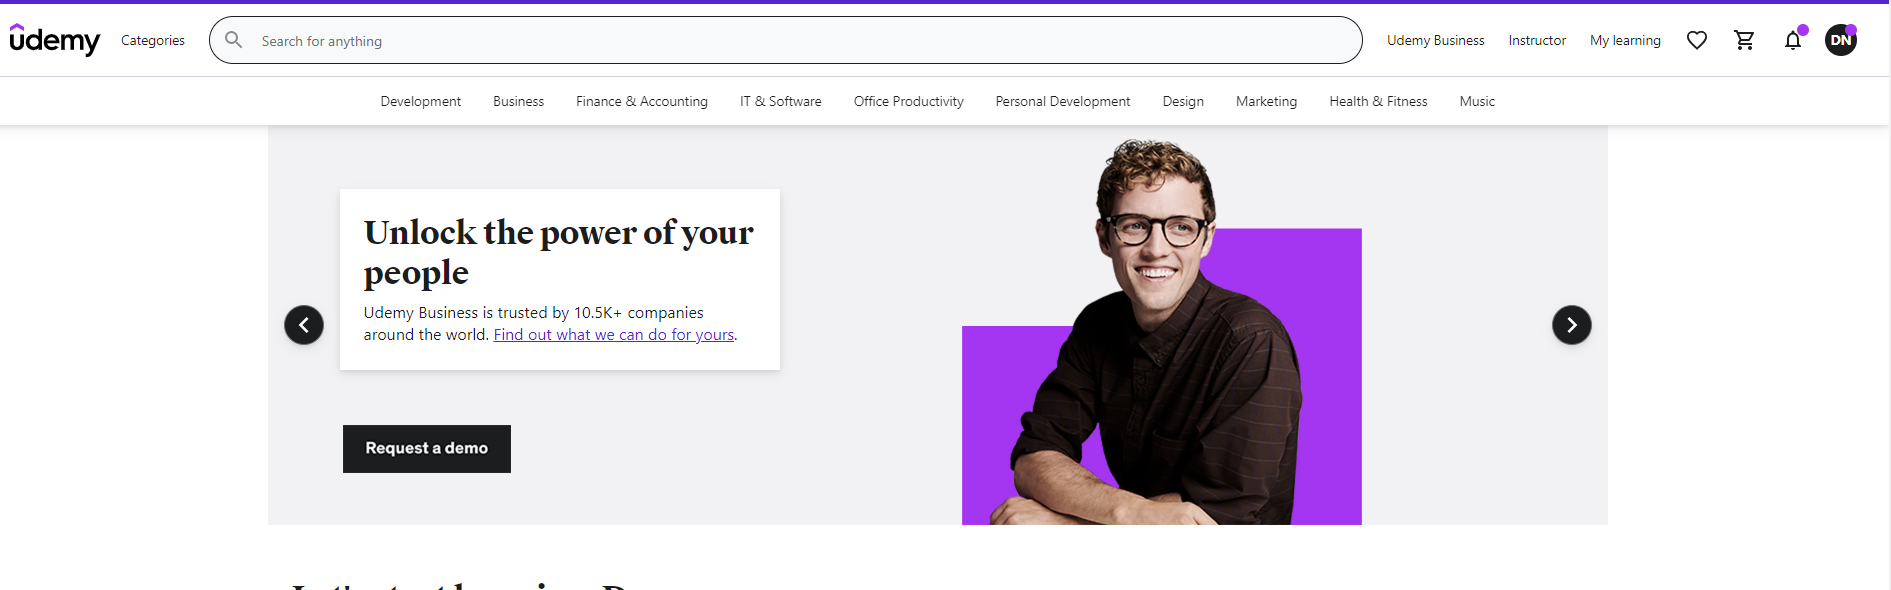 udemy
Categories
Search for anything
Udemy Business
Instructor
My learning
DN
Development
Business
Finance & Accounting
IT & Software
Office Productivity
Personal Development
Design
Marketing
Health & Fitness
Music
Unlock the power of your
people
Udemy Business is trusted by 10.5K+ companies
around the world. Find out what we can do for yours.
Request a demo